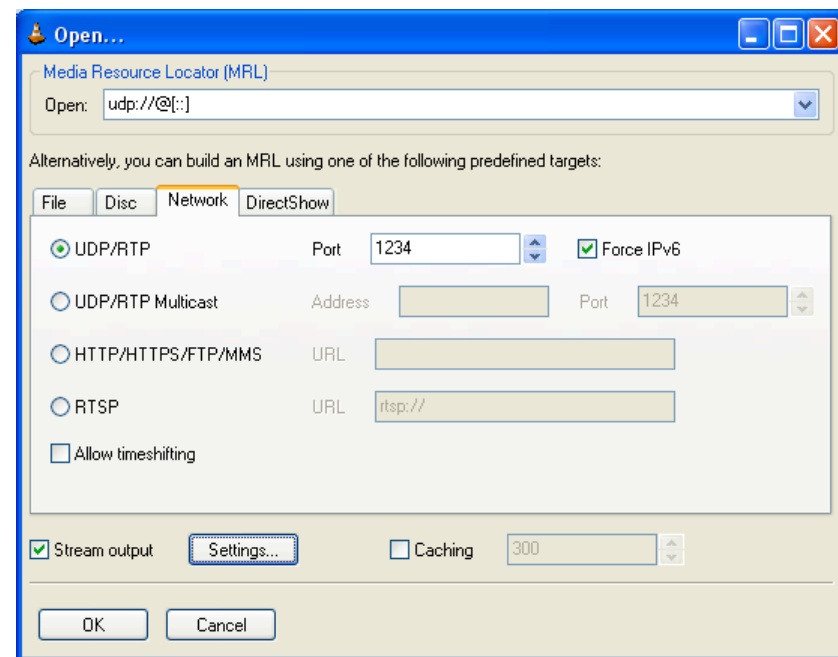 Open...
Media Resource Locator (MRL)
Open: udp://@[::]
Alternatively, you can build an MRL using one of the following predefined targets:
File Disc Network DirectShow
UDP/RTP Port 1234 Force IPv6
UDP/RTP Multicast Address Port 1234
HTTP/HTTPS/FTP/MMS URL
RTSP URL rtsp://
Allow timeshifting
Stream output Settings... Caching 300
OK Cancel